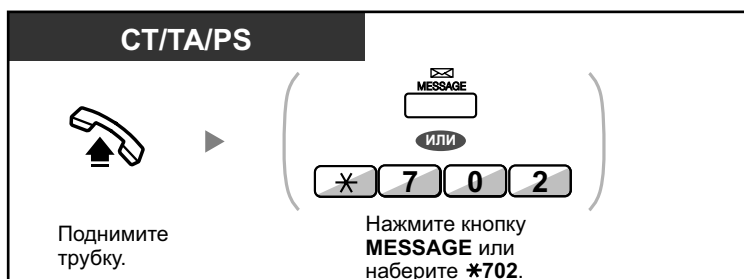 CT/TA/PS
MESSAGE
или
* 7 0 2
Поднимите
трубку.
Нажмите кнопку
MESSAGE или
наберите *702.